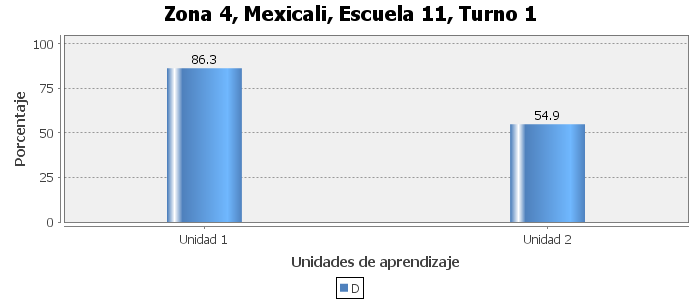 Zona 4, Mexicali, Escuela 11, Turno 1
Porcentaje
100
75
50
25
0
86.3
54.9
Unidad 1
Unidad 2
Unidades de aprendizaje
D